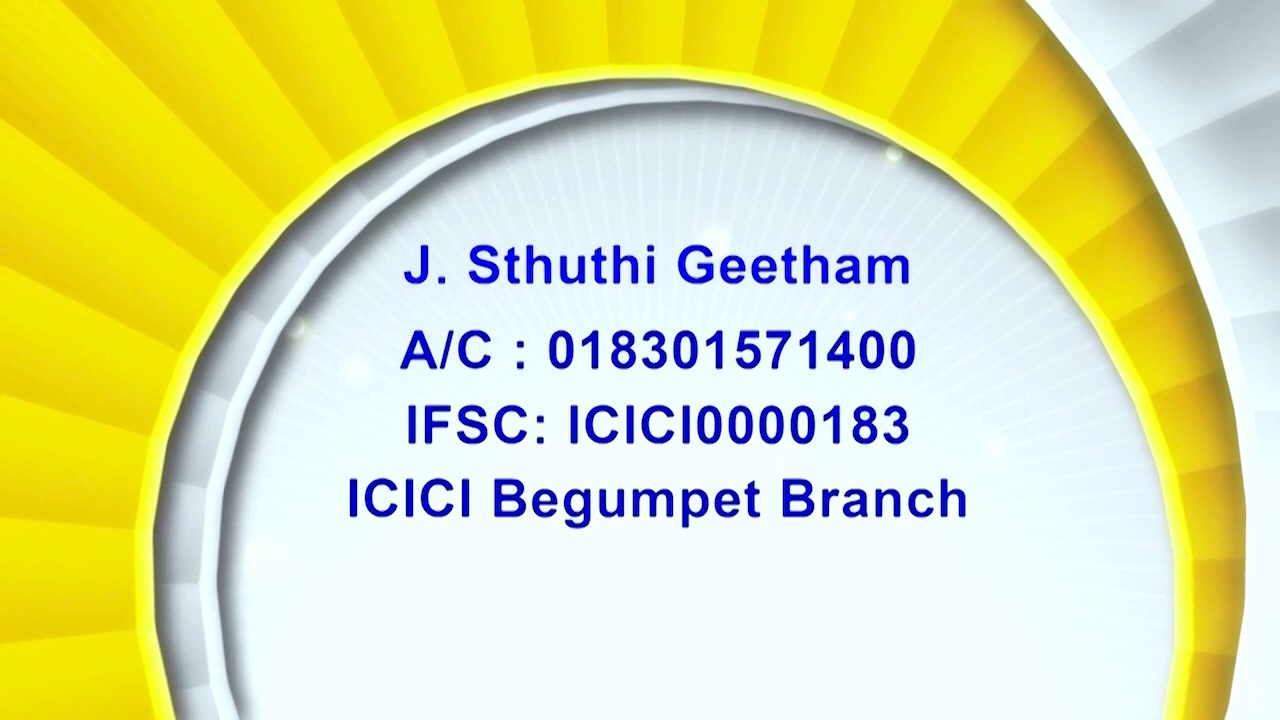 J. Sthuthi Geetham
A/C : 018301571400
IFSC: ICICI0000183
ICICI Begumpet Branch